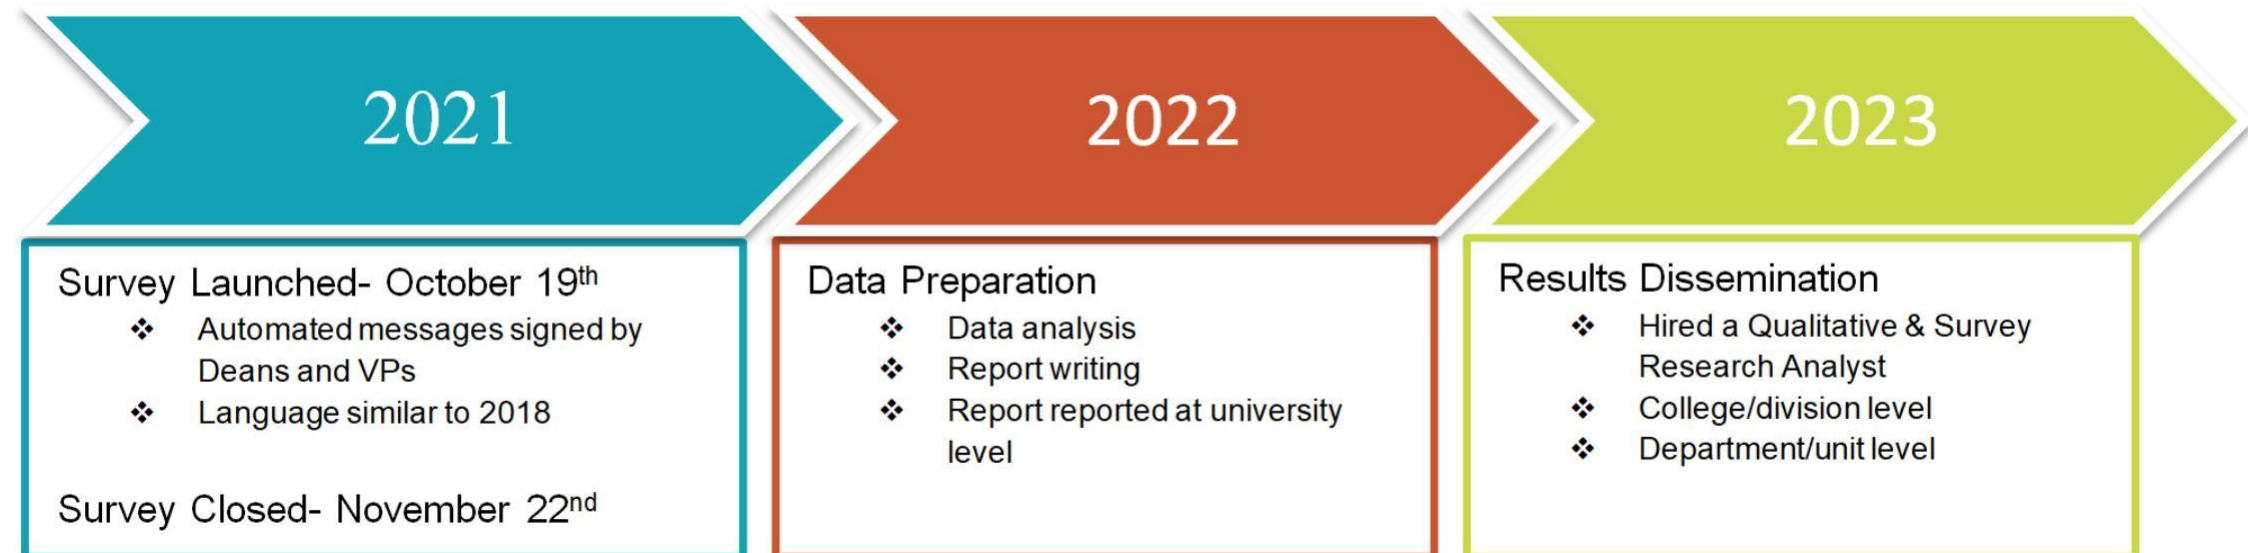 2021
Survey Launched- October 19th
❖ Automated messages signed by
Deans and VPs
❖ Language similar to 2018
Survey Closed- November 22nd
2022
Data Preparation
❖ Data analysis
❖ Report writing
❖ Report reported at university
level
2023
Results Dissemination
❖ Hired a Qualitative & Survey
Research Analyst
❖ College/division level
❖ Department/unit level